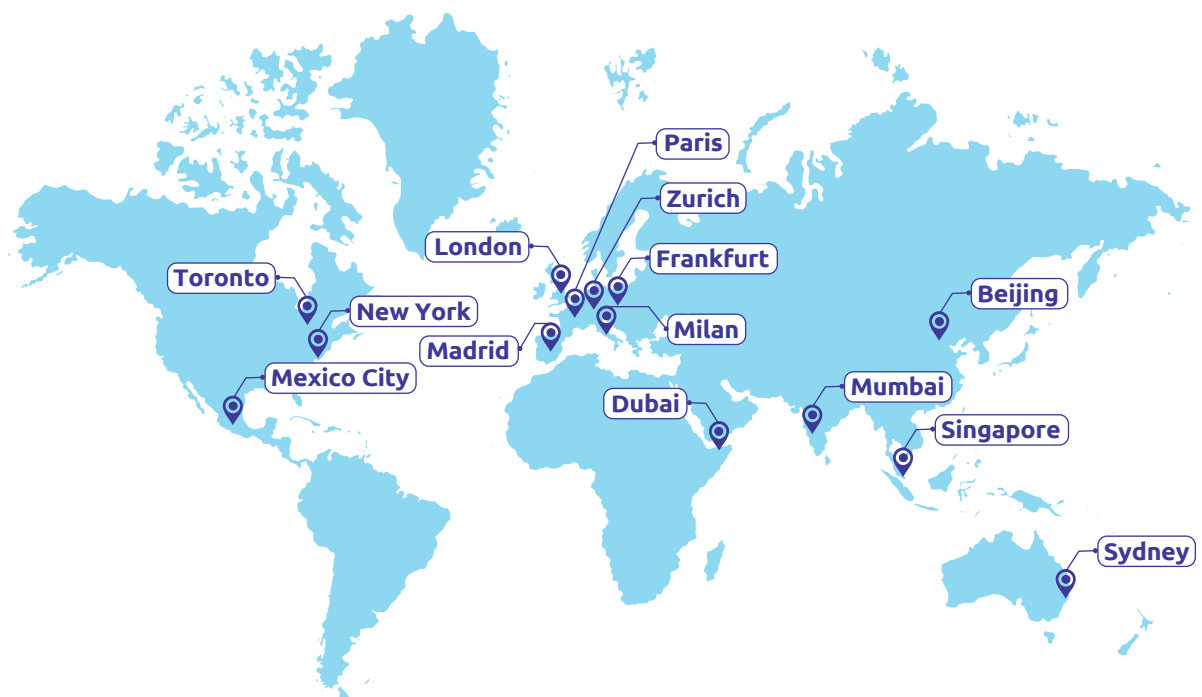 Paris
Zurich
London
Frankfurt
Toronto
Beijing
New York
Milan
Madrid
Mexico City
Mumbai
Dubai
Singapore
Sydney